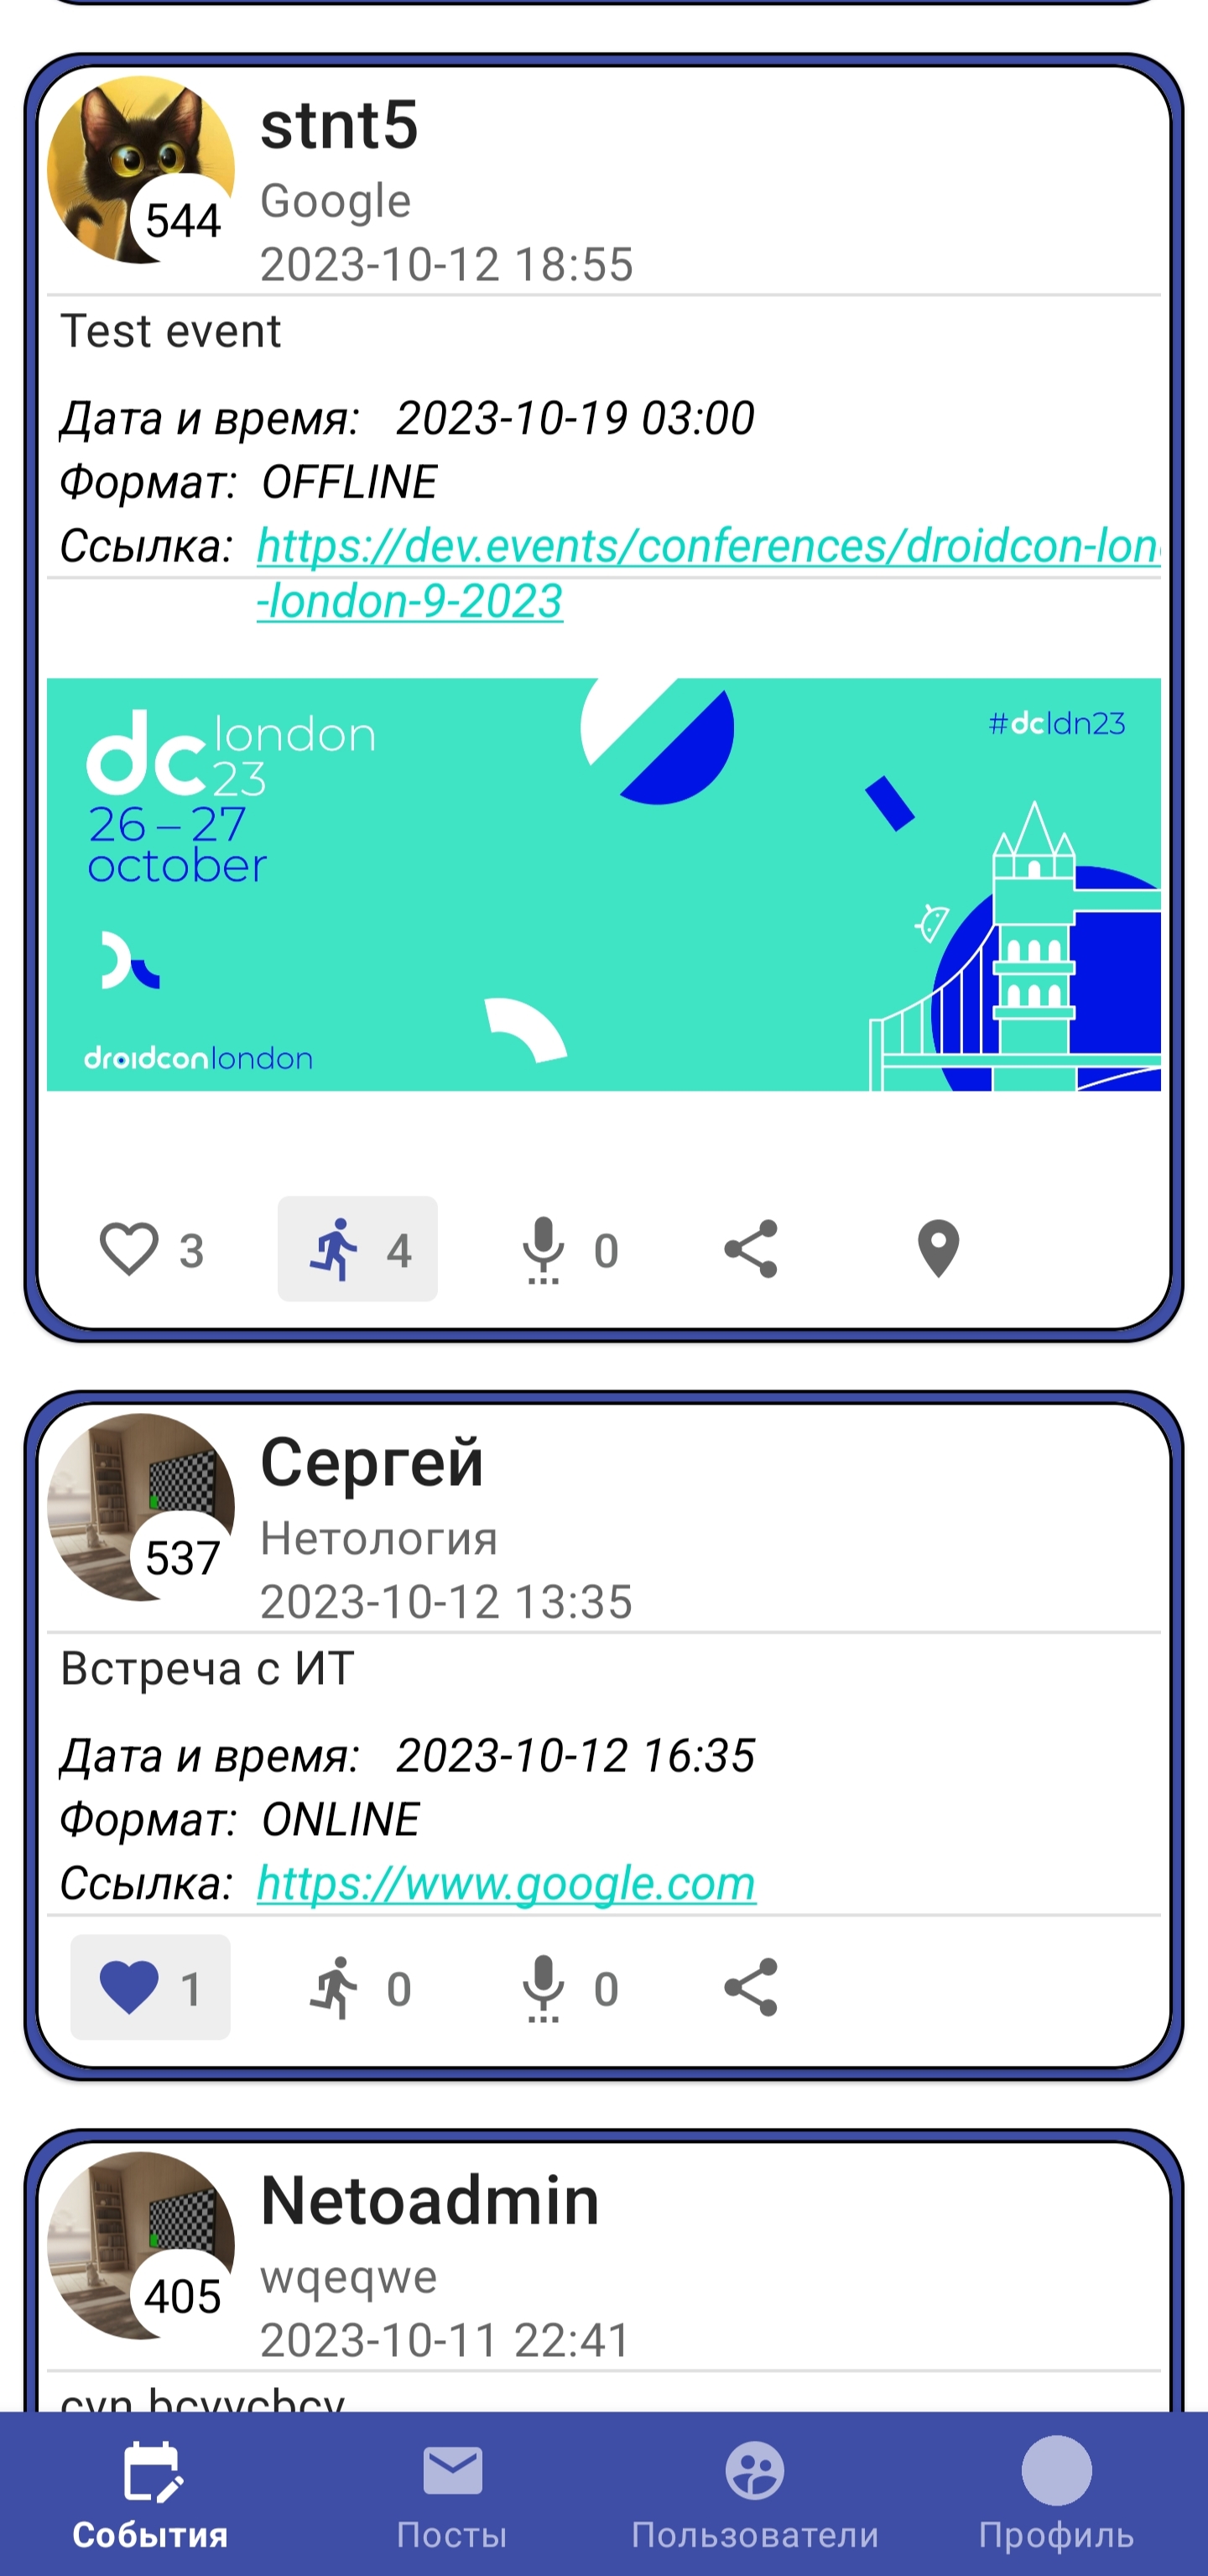 stnt5
544
Google
2023-10-12 18:55
Test event
Дата и время: 2023-10-19 03:00
Формат: OFFLINE
Ссылка: https://dev.events/conferences/droidcon-lon
-london-9-2023
dc london
23
26 – 27
october
#dcldn23
droidconlondon
3 4 0
Сергей
537
Нетология
2023-10-12 13:35
Встреча с ИТ
Дата и время: 2023-10-12 16:35
Формат: ONLINE
Ссылка: https://www.google.com
1 0 0
Netoadmin
405
wqeqwe
2023-10-11 22:41
События Посты Пользователи Профиль